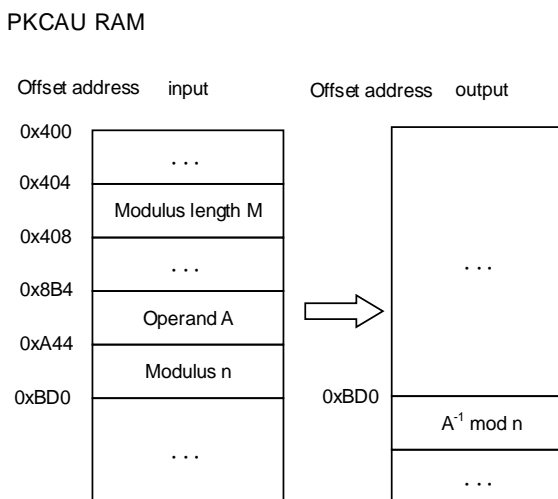 PKCAU RAM
Offset address input Offset address output
0x400
. . .
0x404
Modulus length M
0x408
. . .
. . .
0x8B4
Operand A
0xA44
Modulus n
0xBD0 0xBD0
A⁻¹ mod n
. . .
. . .